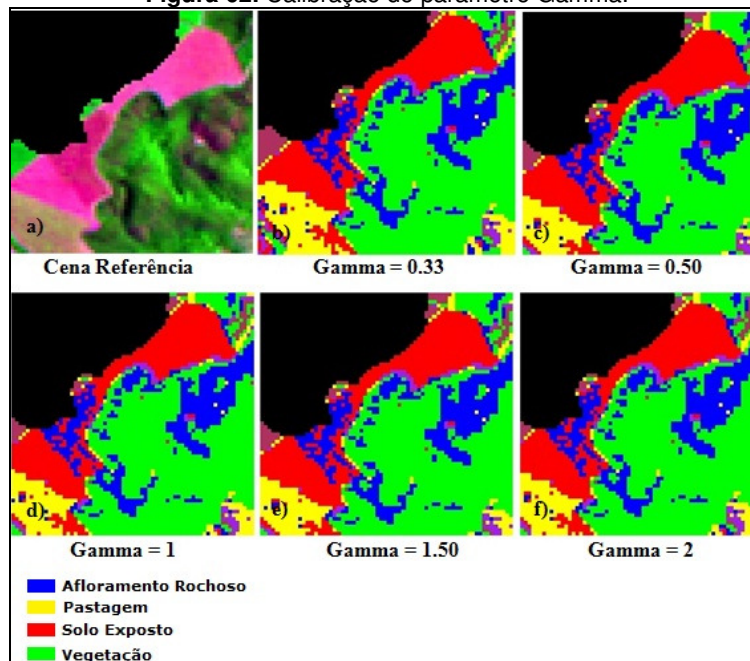 Figura 32. Calibração do parâmetro Gamma.
a)
b)
c)
Cena Referência
Gamma = 0.33
Gamma = 0.50
d)
e)
f)
Gamma = 1
Gamma = 1.50
Gamma = 2
Afloramento Rochoso
Pastagem
Solo Exposto
Vegetação